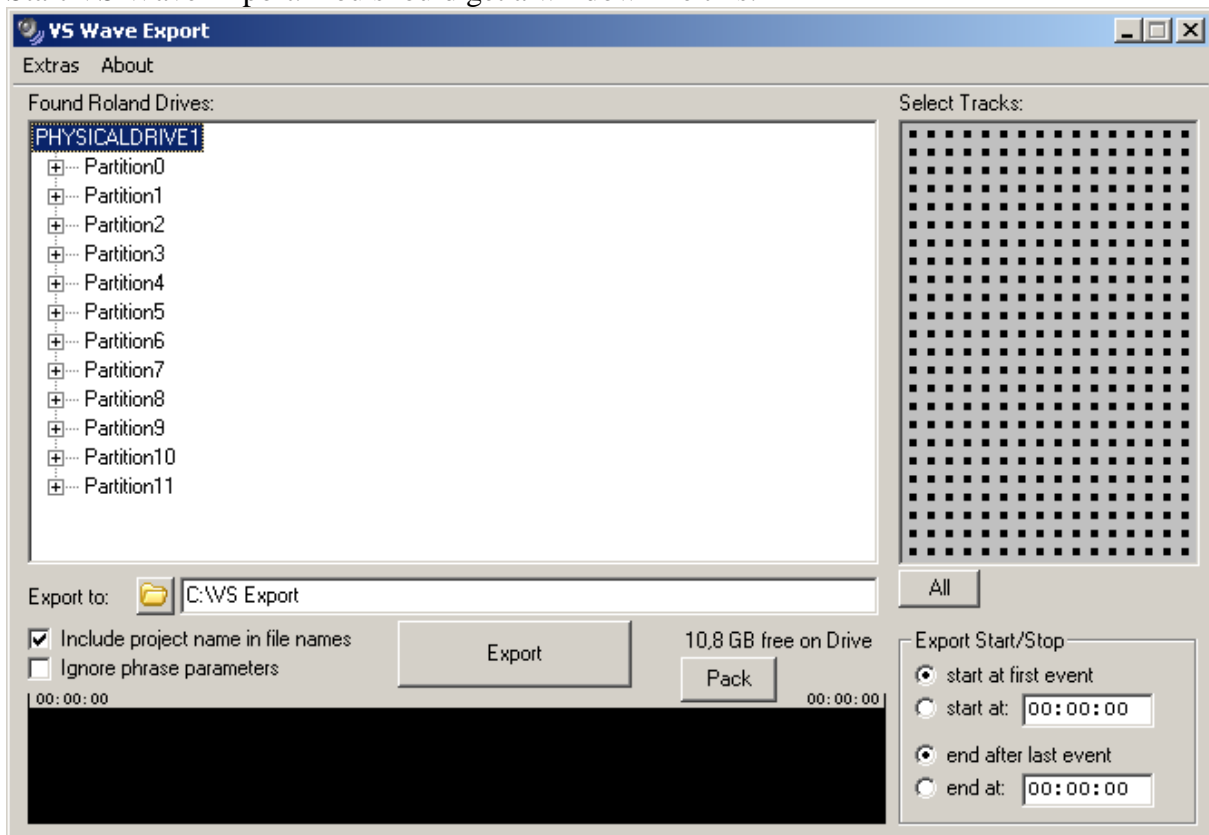 VS Wave Export
Extras About
Found Roland Drives:
Select Tracks:
PHYSICALDRIVE1
Partition0
Partition1
Partition2
Partition3
Partition4
Partition5
Partition6
Partition7
Partition8
Partition9
Partition10
Partition11
Export to: C:\VS Export
All
Include project name in file names
Ignore phrase parameters
Export
10,8 GB free on Drive
Pack
00:00:00
00:00:00
Export Start/Stop
start at first event
start at: 00:00:00
end after last event
end at: 00:00:00